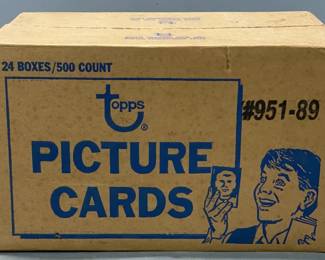 24 BOXES/500 COUNT
topps®
#951-89
PICTURE
CARDS